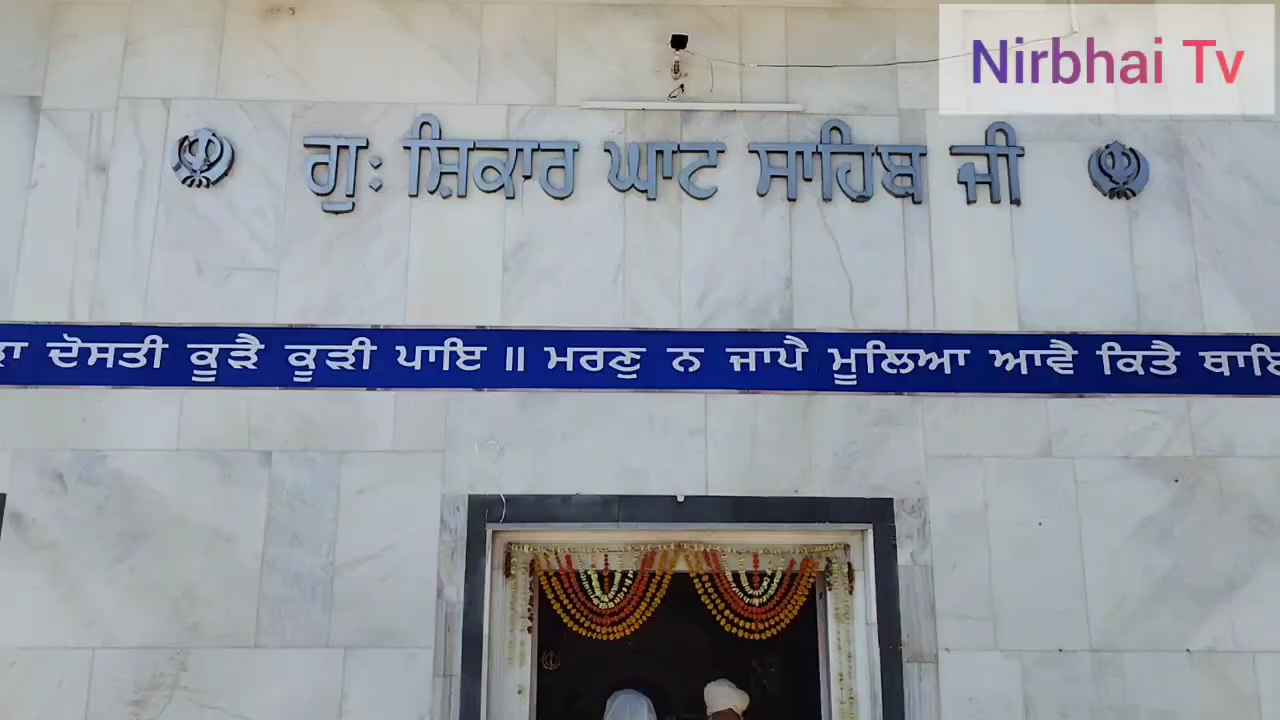 Nirbhai Tv
ਗੁ: ਸ਼ਿਕਾਰ ਘਾਟ ਸਾਹਿਬ ਜੀ
ਦੋਸਤੀ ਕੂੜੈ ਕੂੜੀ ਪਾਇ ॥ ਮਰਣੁ ਨ ਜਾਪੈ ਮੂਲਿਆ ਆਵੈ ਕਿਤੈ ਥਾਇ